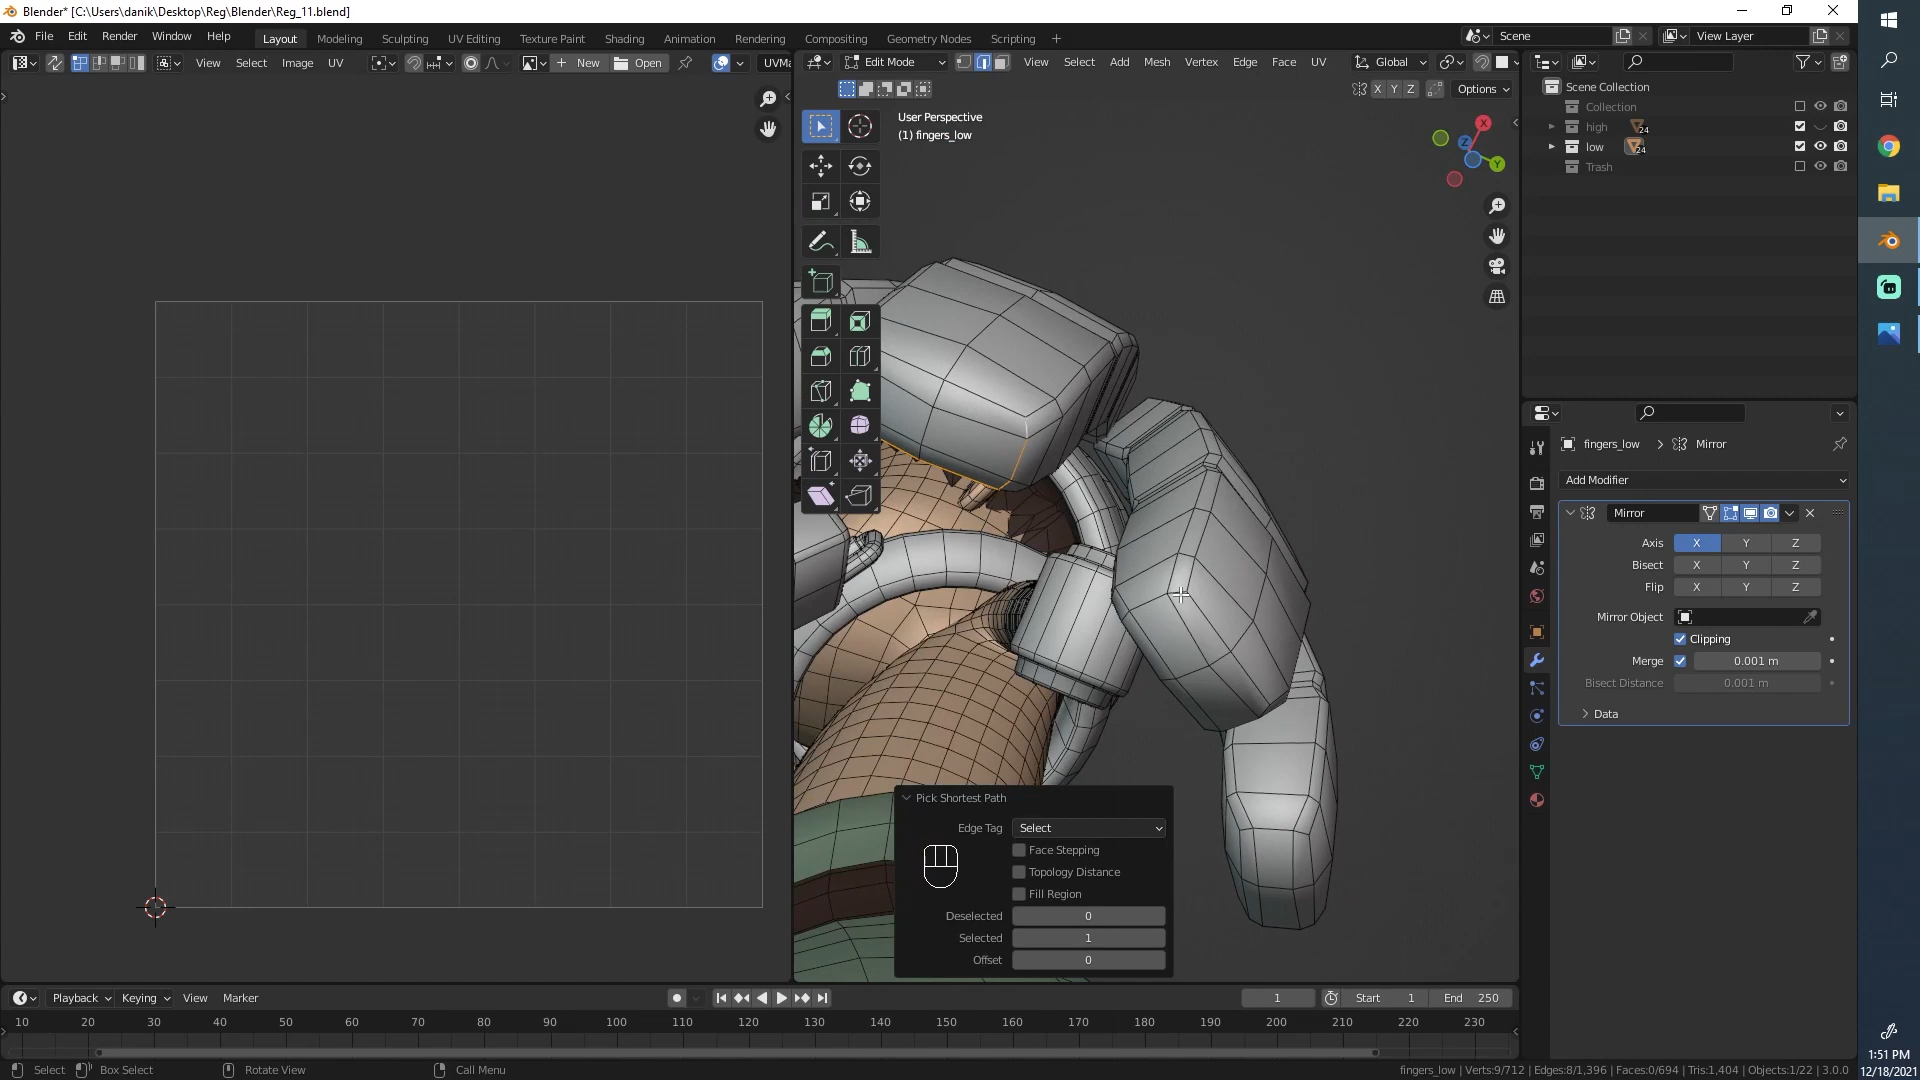 Blender* [C:\Users\danik\Desktop\Reg\Blender\Reg_11.blend]
File Edit Render Window Help
Layout Modeling Sculpting UV Editing Texture Paint Shading Animation Rendering Compositing Geometry Nodes Scripting
Scene
View Layer
View Select Image UV
New
Open
UVMa
Edit Mode
View Select Add Mesh Vertex Edge Face UV
Global
X Y Z
Options
User Perspective
(1) fingers_low
X
Y
Z
Scene Collection
Collection
high 24
low 24
Trash
fingers_low
Mirror
Add Modifier
Mirror
Axis X Y Z
Bisect X Y Z
Flip X Y Z
Mirror Object
Clipping
Merge 0.001 m
Bisect Distance 0.001 m
Data
Pick Shortest Path
Edge Tag Select
Face Stepping
Topology Distance
Fill Region
Deselected 0
Selected 1
Offset 0
Playback Keying View Marker
1 Start 1 End 250
10 20 30 40 50 60 70 80 90 100 110 120 130 140 150 160 170 180 190 200 210 220 230
Select Box Select Rotate View Call Menu
fingers_low | Verts:9/712 | Edges:8/1,396 | Faces:0/694 | Tris:1,404 | Objects:1/22 | 3.0.0
1:51 PM
12/18/2021